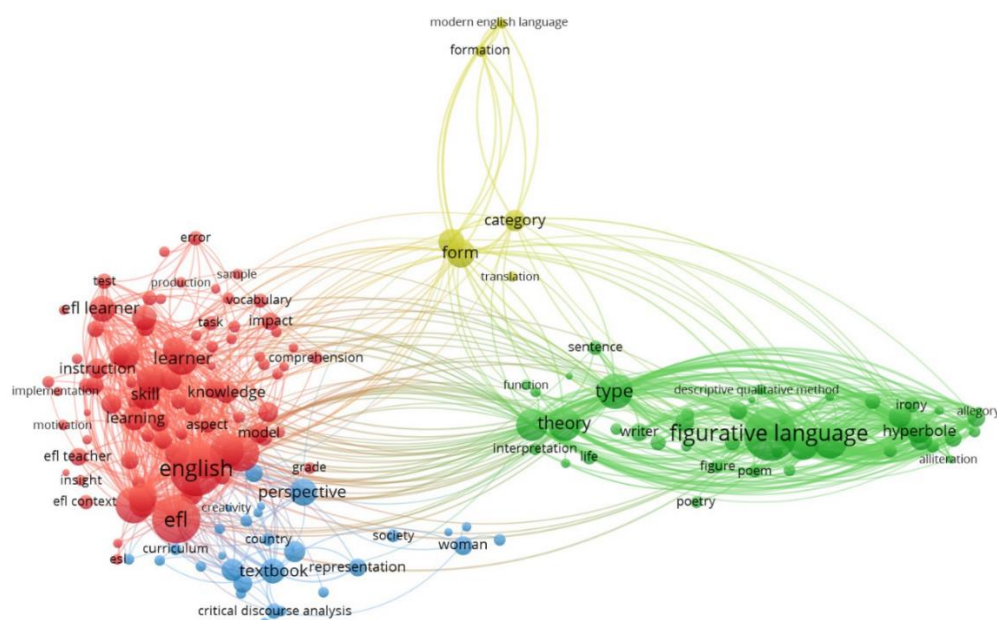 modern english language
formation
category
form
translation
error
test
production
sample
efl learner
vocabulary
task
impact
learner
comprehension
instruction
implementation
skill
knowledge
motivation
learning
aspect
model
efl teacher
english
insight
grade
efl context
perspective
creativity
efl
esl
curriculum
country
society
woman
textbook
representation
critical discourse analysis
sentence
function
type
descriptive qualitative method
theory
writer
figurative language
irony
allegory
hyperbole
interpretation
life
figure
poem
alliteration
poetry